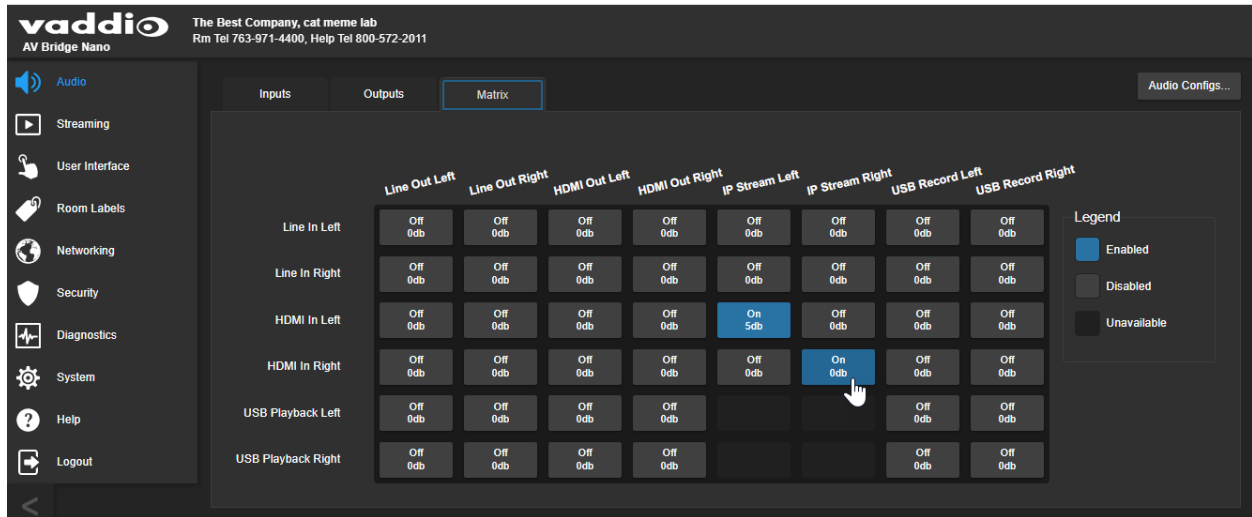 vaddio
AV Bridge Nano
The Best Company, cat meme lab
Rm Tel 763-971-4400, Help Tel 800-572-2011
Audio
Streaming
User Interface
Room Labels
Networking
Security
Diagnostics
System
? Help
Logout
<
Inputs Outputs Matrix
Audio Configs...
Line Out Left Line Out Right HDMI Out Left HDMI Out Right IP Stream Left IP Stream Right USB Record Left USB Record Right
Line In Left
Off Off Off Off Off Off Off Off
0db 0db 0db 0db 0db 0db 0db 0db
Line In Right
Off Off Off Off Off Off Off Off
0db 0db 0db 0db 0db 0db 0db 0db
HDMI In Left
Off Off Off Off On Off Off Off
0db 0db 0db 0db 5db 0db 0db 0db
HDMI In Right
Off Off Off Off Off On Off Off
0db 0db 0db 0db 0db 0db 0db 0db
USB Playback Left
Off Off Off Off Off Off
0db 0db 0db 0db 0db 0db
USB Playback Right
Off Off Off Off Off Off
0db 0db 0db 0db 0db 0db
Legend
Enabled
Disabled
Unavailable